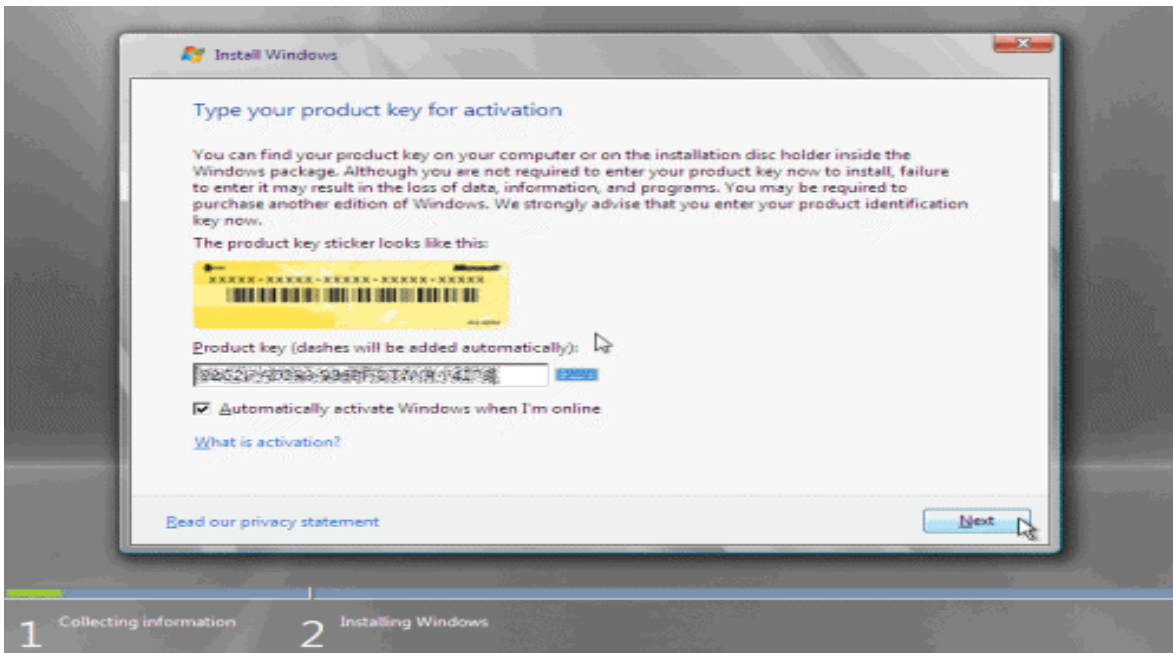 Install Windows
Type your product key for activation
You can find your product key on your computer or on the installation disc holder inside the
Windows package. Although you are not required to enter your product key now to install, failure
to enter it may result in the loss of data, information, and programs. You may be required to
purchase another edition of Windows. We strongly advise that you enter your product identification
key now.
The product key sticker looks like this:
Microsoft
XXXXX-XXXXX-XXXXX-XXXXX-XXXXX
Product key (dashes will be added automatically):
Automatically activate Windows when I'm online
What is activation?
Read our privacy statement
Next
1 Collecting information
2 Installing Windows